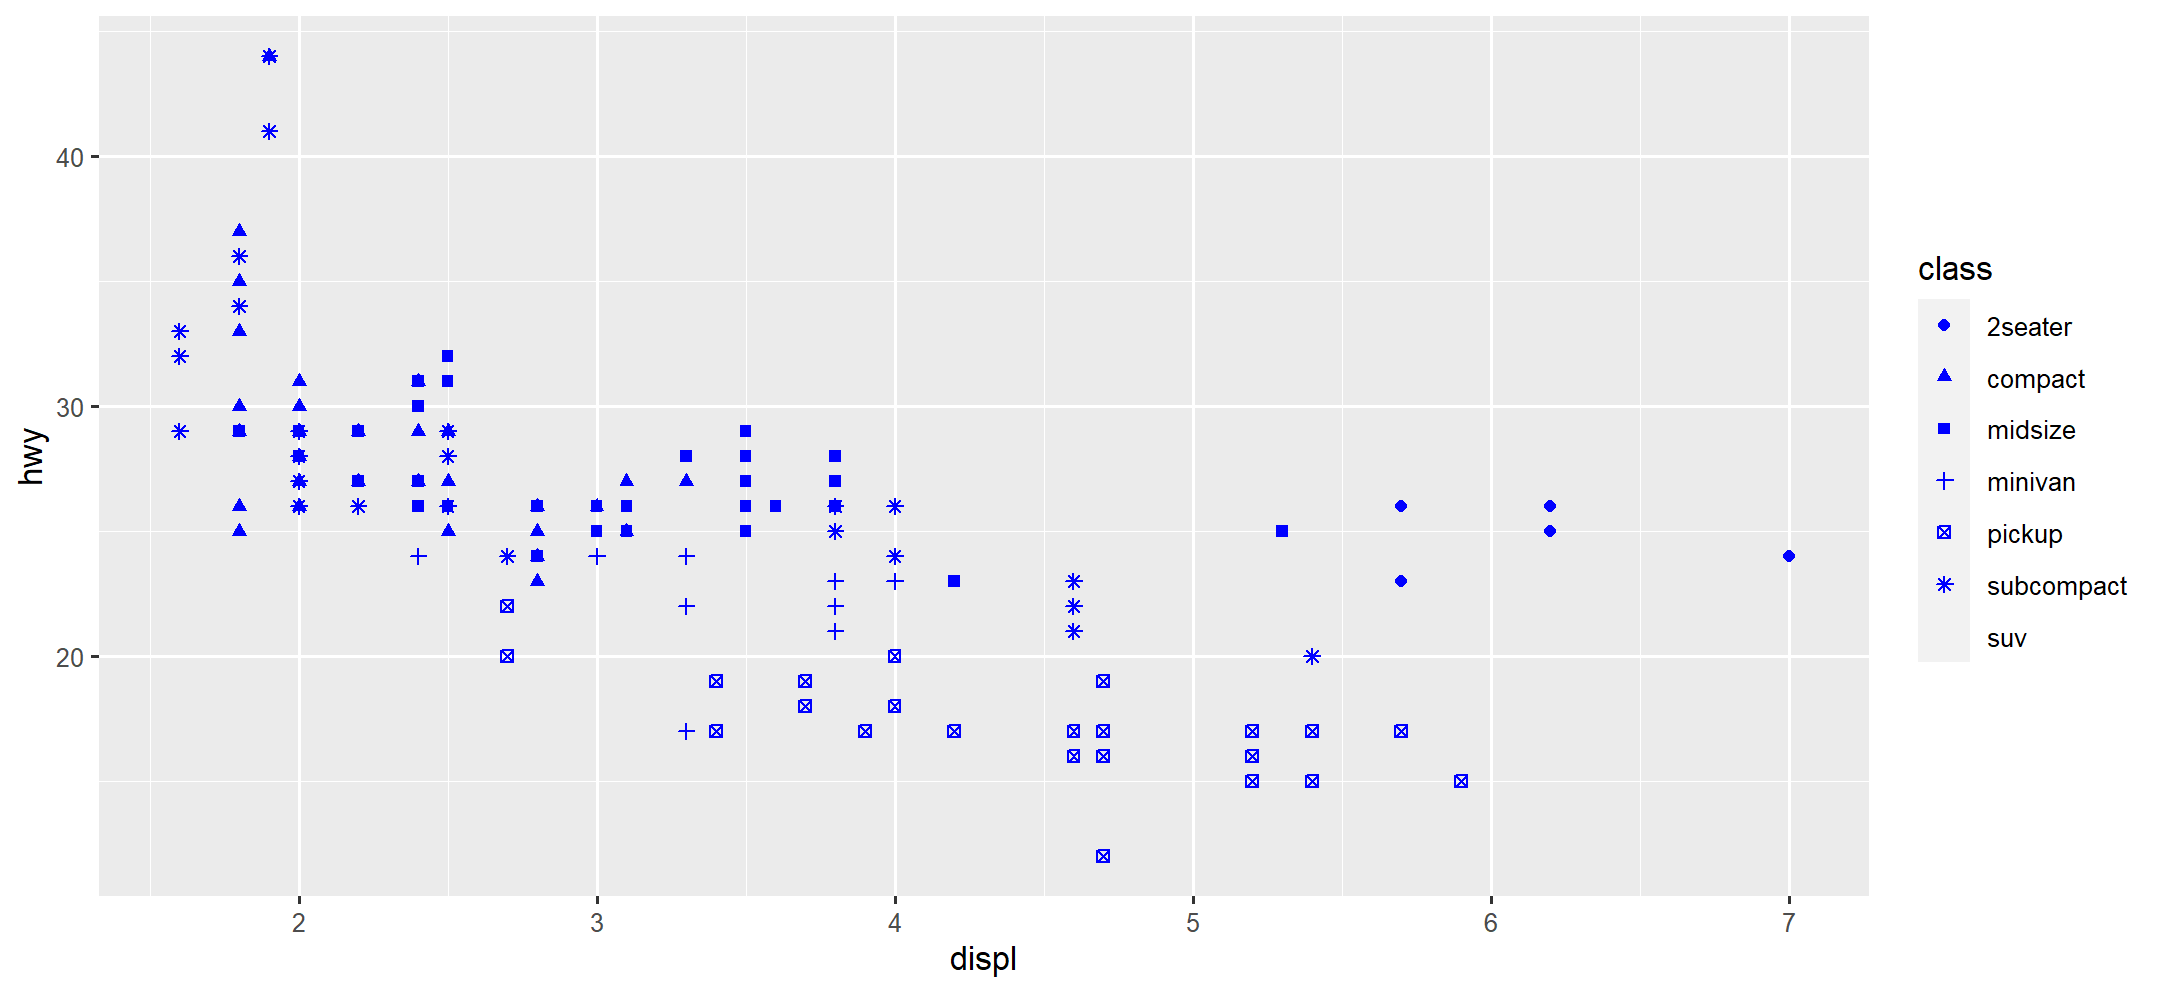 hwy
40
30
20
2 3 4 5 6 7
displ
class
2seater
compact
midsize
minivan
pickup
subcompact
suv